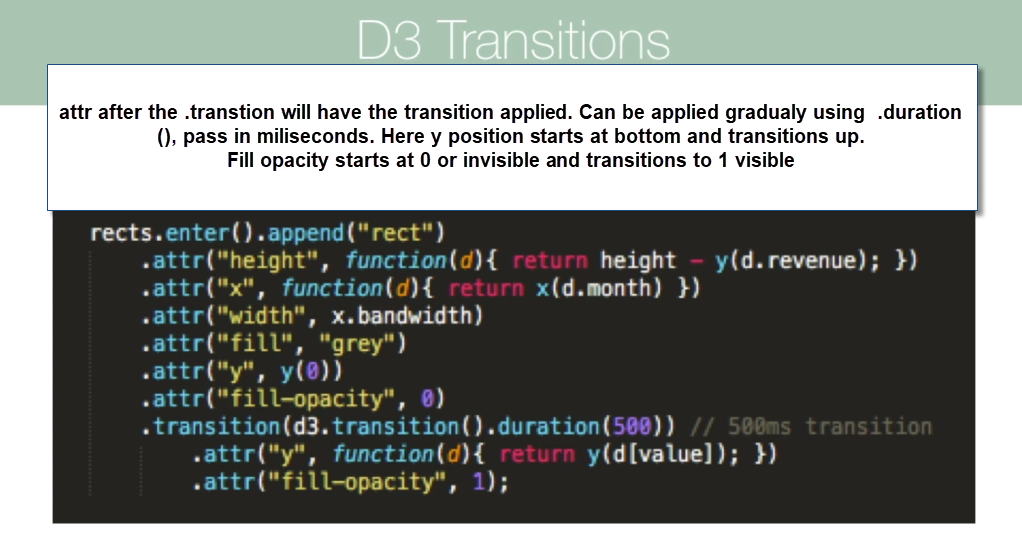 D3 Transitions
attr after the .transtion will have the transition applied. Can be applied gradualy using  .duration
(), pass in miliseconds. Here y position starts at bottom and transitions up.
Fill opacity starts at 0 or invisible and transitions to 1 visible
rects.enter().append("rect")
.attr("height", function(d){ return height - y(d.revenue); })
.attr("x", function(d){ return x(d.month) })
.attr("width", x.bandwidth)
.attr("fill", "grey")
.attr("y", y(0))
.attr("fill-opacity", 0)
.transition(d3.transition().duration(500)) // 500ms transition
.attr("y", function(d){ return y(d[value]); })
.attr("fill-opacity", 1);